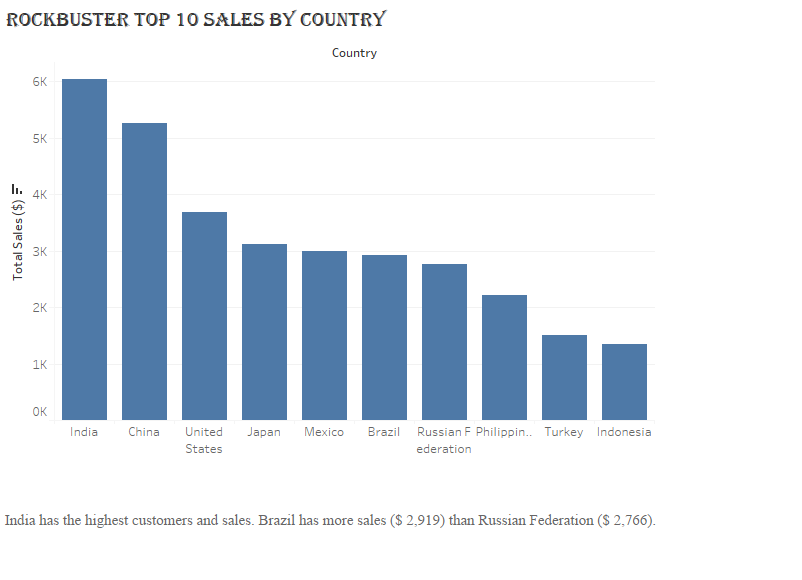 ROCKBUSTER TOP 10 SALES BY COUNTRY
Country
Total Sales ($)
6K
5K
4K
3K
2K
1K
0K
India
China
United
States
Japan
Mexico
Brazil
Russian F
ederation
Philippin..
Turkey
Indonesia
India has the highest customers and sales. Brazil has more sales ($ 2,919) than Russian Federation ($ 2,766).